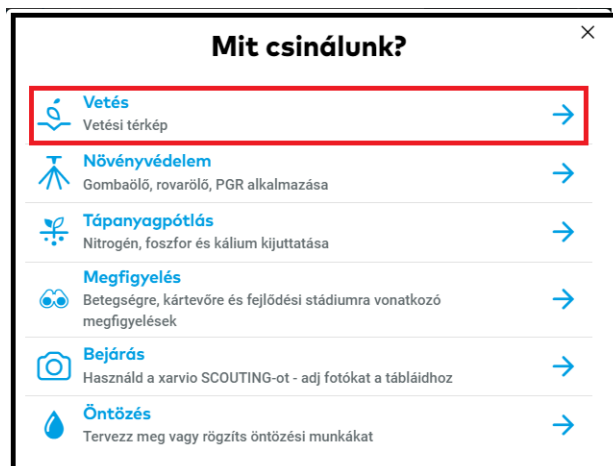 Mit csinálunk?
Vetés
Vetési térkép
Növényvédelem
Gombaölő, rovarölő, PGR alkalmazása
Tápanyagpótlás
Nitrogén, foszfor és kálium kijuttatása
Megfigyelés
Betegségre, kártevőre és fejlődési stádiumra vonatkozó
megfigyelések
Bejárás
Használd a xarvio SCOUTING-ot - adj fotókat a tábláidhoz
Öntözés
Tervezz meg vagy rögzíts öntözési munkákat